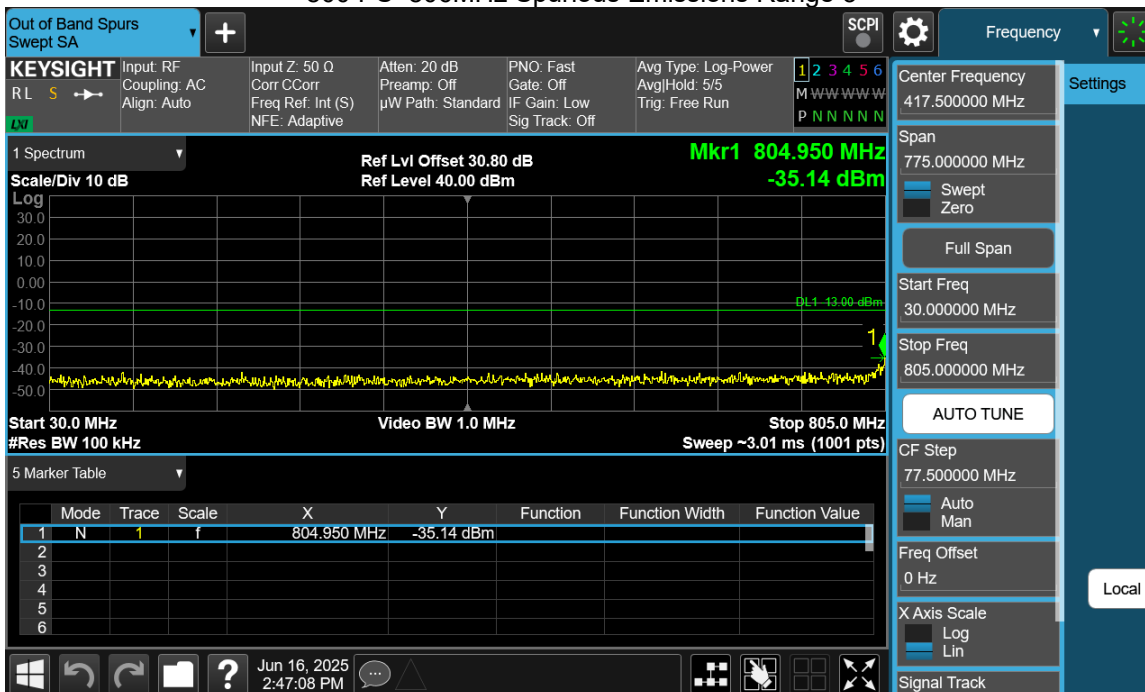 Out of Band Spurs
Swept SA
SCPI
Frequency
KEYSIGHT
R L S
LXI
Input: RF
Coupling: AC
Align: Auto
Input Z: 50 Ω
Corr CCorr
Freq Ref: Int (S)
NFE: Adaptive
Atten: 20 dB
Preamp: Off
µW Path: Standard
PNO: Fast
Gate: Off
IF Gain: Low
Sig Track: Off
Avg Type: Log-Power
Avg|Hold: 5/5
Trig: Free Run
1 2 3 4 5 6
M W W W W W
P N N N N N
1 Spectrum
Scale/Div 10 dB
Ref Lvl Offset 30.80 dB
Ref Level 40.00 dBm
Mkr1 804.950 MHz
-35.14 dBm
Log
30.0
20.0
10.0
0.00
-10.0
-20.0
-30.0
-40.0
-50.0
DL1 -13.00 dBm
1
Start 30.0 MHz
#Res BW 100 kHz
Video BW 1.0 MHz
Stop 805.0 MHz
Sweep ~3.01 ms (1001 pts)
5 Marker Table
Mode Trace Scale X Y Function Function Width Function Value
1 N 1 f 804.950 MHz -35.14 dBm
2
3
4
5
6
Jun 16, 2025
2:47:08 PM
Center Frequency
417.500000 MHz
Span
775.000000 MHz
Swept
Zero
Full Span
Start Freq
30.000000 MHz
Stop Freq
805.000000 MHz
AUTO TUNE
CF Step
77.500000 MHz
Auto
Man
Freq Offset
0 Hz
X Axis Scale
Log
Lin
Signal Track
Settings
Local